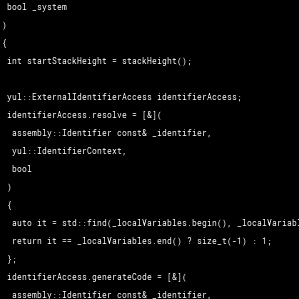 bool _system
)
{
int startStackHeight = stackHeight();
yul::ExternalIdentifierAccess identifierAccess;
identifierAccess.resolve = [&](
assembly::Identifier const& _identifier,
yul::IdentifierContext,
bool
)
{
auto it = std::find(_localVariables.begin(),
return it == _localVariables.end() ? size_t(-1) : 1;
};
identifierAccess.generateCode = [&](
assembly::Identifier const& _identifier,